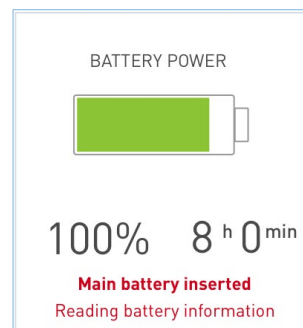 BATTERY POWER
100% 8 h 0 min
Main battery inserted
Reading battery information